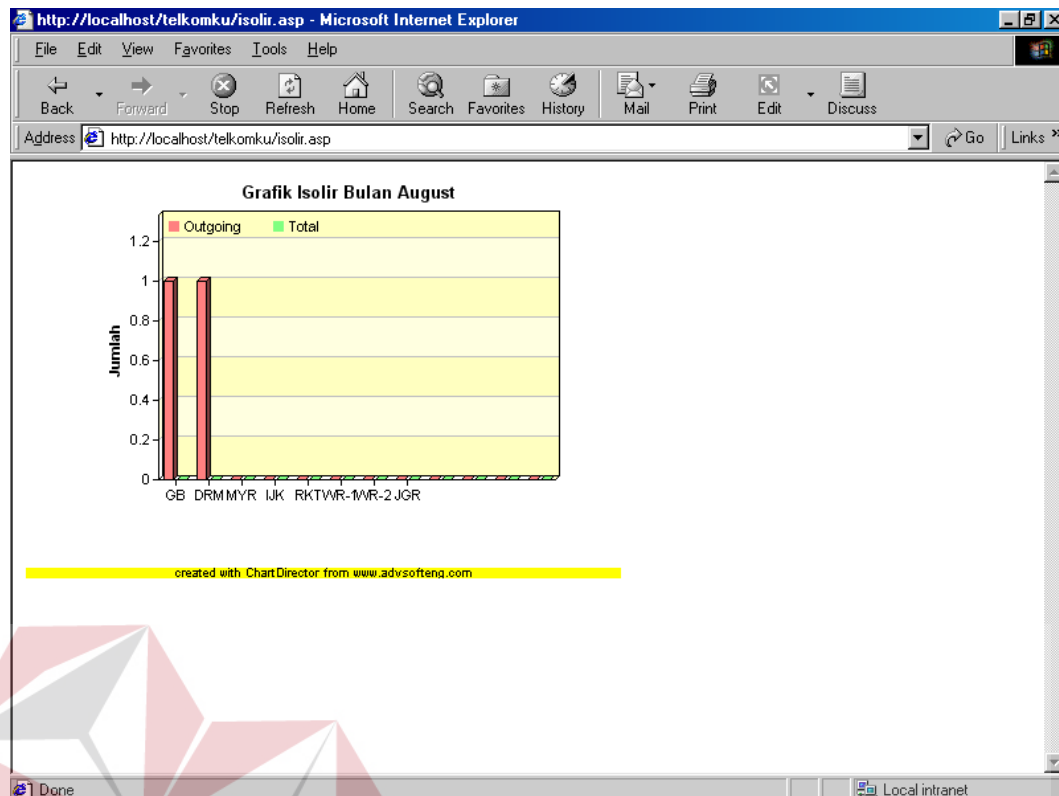 http://localhost/telkomku/isolir.asp - Microsoft Internet Explorer
File Edit View Favorites Tools Help
Back Forward Stop Refresh Home Search Favorites History Mail Print Edit Discuss
Address http://localhost/telkomku/isolir.asp Go Links »
Grafik Isolir Bulan August
Outgoing Total
Jumlah
1.2
1
0.8
0.6
0.4
0.2
0
GB DRM MYR IJK RKT WR-1 WR-2 JGR
created with ChartDirector from www.advsofteng.com
Done Local intranet